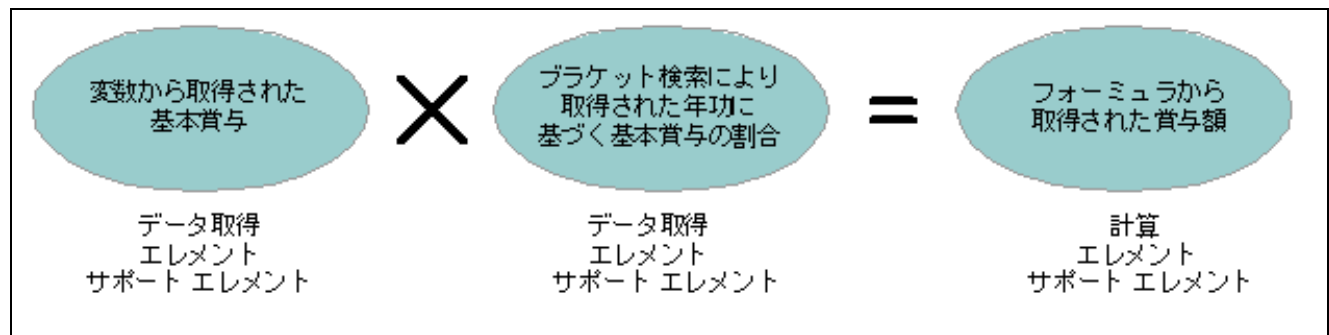 変数から取得された
基本賞与
×
ブラケット検索により
取得された年功に
基づく基本賞与の割合
=
フォーミュラから
取得された賞与額
データ取得
エレメント
サポート エレメント
データ取得
エレメント
サポート エレメント
計算
エレメント
サポート エレメント